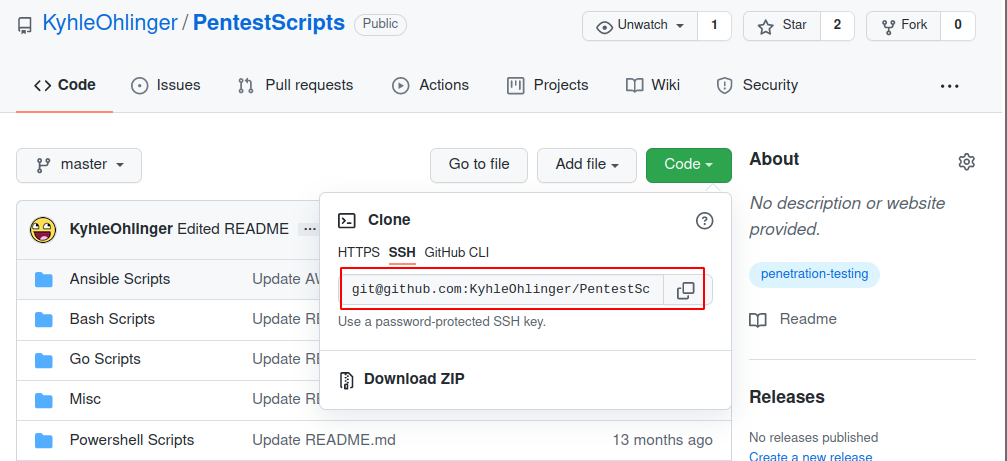 KyhleOhlinger / PentestScripts Public
Unwatch 1 Star 2 Fork 0
Code Issues Pull requests Actions Projects Wiki Security ...
master Go to file Add file Code
About
No description or website provided.
penetration-testing
Readme
Releases
No releases published
Create a new release
KyhleOhlinger Edited README ...
Ansible Scripts Update AV
Bash Scripts Update RE
Go Scripts Update RE
Misc Update RE
Powershell Scripts Update README.md 13 months ago
Clone
HTTPS SSH GitHub CLI
git@github.com:KyhleOhlinger/PentestSc
Use a password-protected SSH key.
Download ZIP